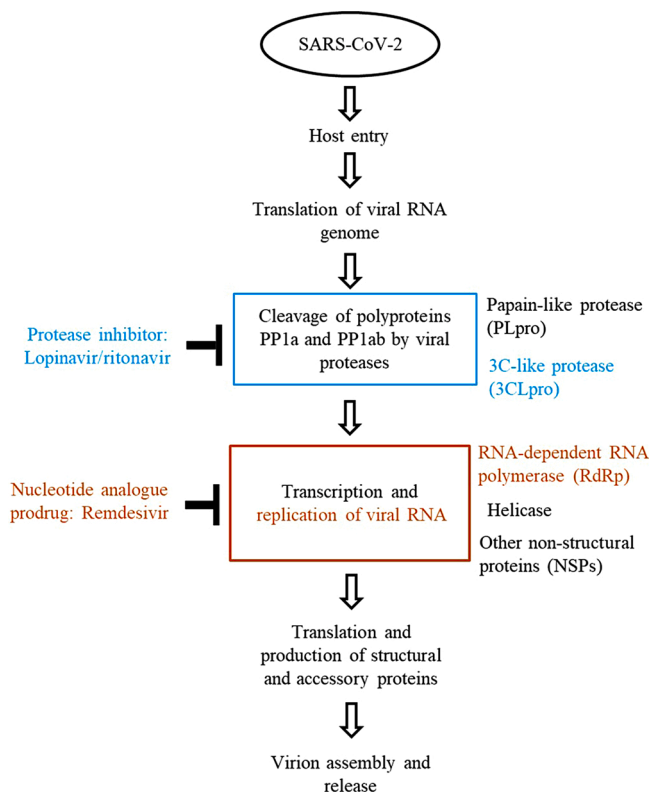 SARS-CoV-2
Host entry
Translation of viral RNA
genome
Protease inhibitor:
Lopinavir/ritonavir
Cleavage of polyproteins
PP1a and PP1ab by viral
proteases
Papain-like protease
(PLpro)
3C-like protease
(3CLpro)
Nucleotide analogue
prodrug: Remdesivir
Transcription and
replication of viral RNA
RNA-dependent RNA
polymerase (RdRp)
Helicase
Other non-structural
proteins (NSPs)
Translation and
production of structural
and accessory proteins
Virion assembly and
release